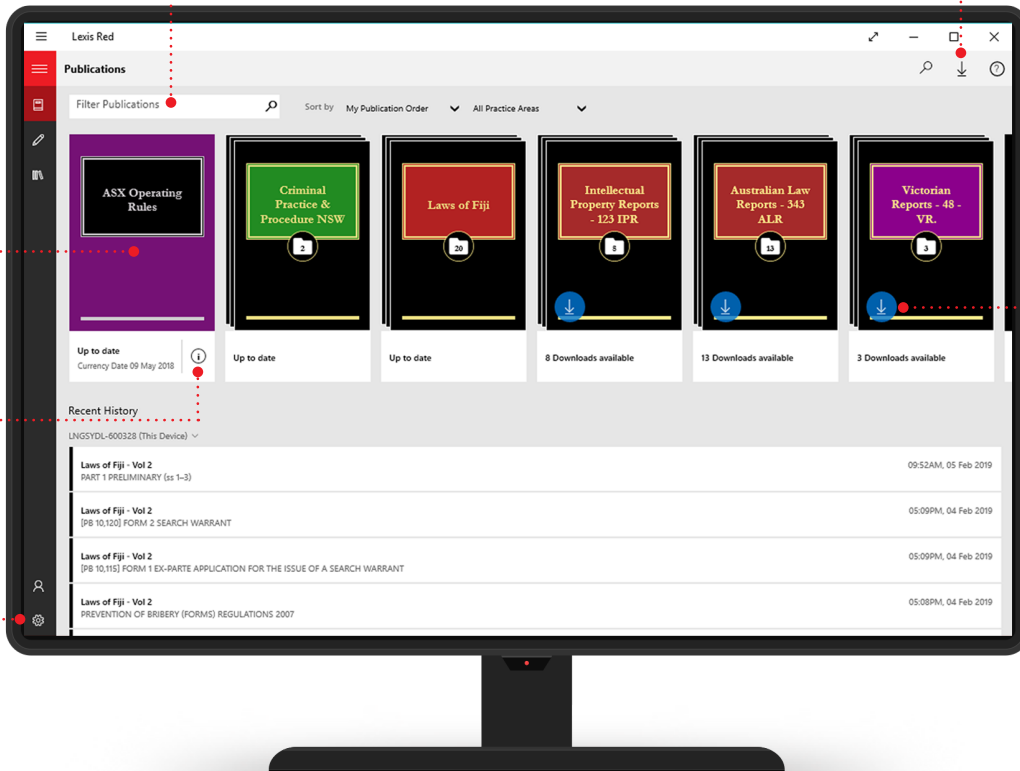 Lexis Red
Publications
Filter Publications
Sort by My Publication Order All Practice Areas
ASX Operating
Rules
Up to date
Currency Date 09 May 2018
Criminal
Practice &
Procedure NSW
2
Up to date
Laws of Fiji
20
Up to date
Intellectual
Property Reports
- 123 IPR
5
8 Downloads available
Australian Law
Reports - 343
ALR
13
13 Downloads available
Victorian
Reports - 48 -
VR.
3
3 Downloads available
Recent History
LNGSYDL-600328 (This Device)
Laws of Fiji - Vol 2
09:52AM, 05 Feb 2019
PART 1 PRELIMINARY (ss 1–3)
Laws of Fiji - Vol 2
05:09PM, 04 Feb 2019
[PB 10,120] FORM 2 SEARCH WARRANT
Laws of Fiji - Vol 2
05:09PM, 04 Feb 2019
[PB 10,115] FORM 1 EX-PARTE APPLICATION FOR THE ISSUE OF A SEARCH WARRANT
Laws of Fiji - Vol 2
05:08PM, 04 Feb 2019
PREVENTION OF BRIBERY (FORMS) REGULATIONS 2007